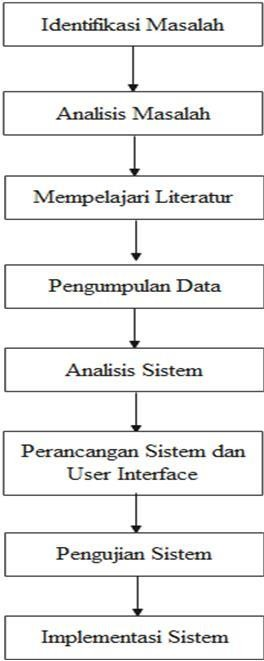 Identifikasi Masalah
Analisis Masalah
Mempelajari Literatur
Pengumpulan Data
Analisis Sistem
Perancangan Sistem dan
User Interface
Pengujian Sistem
Implementasi Sistem